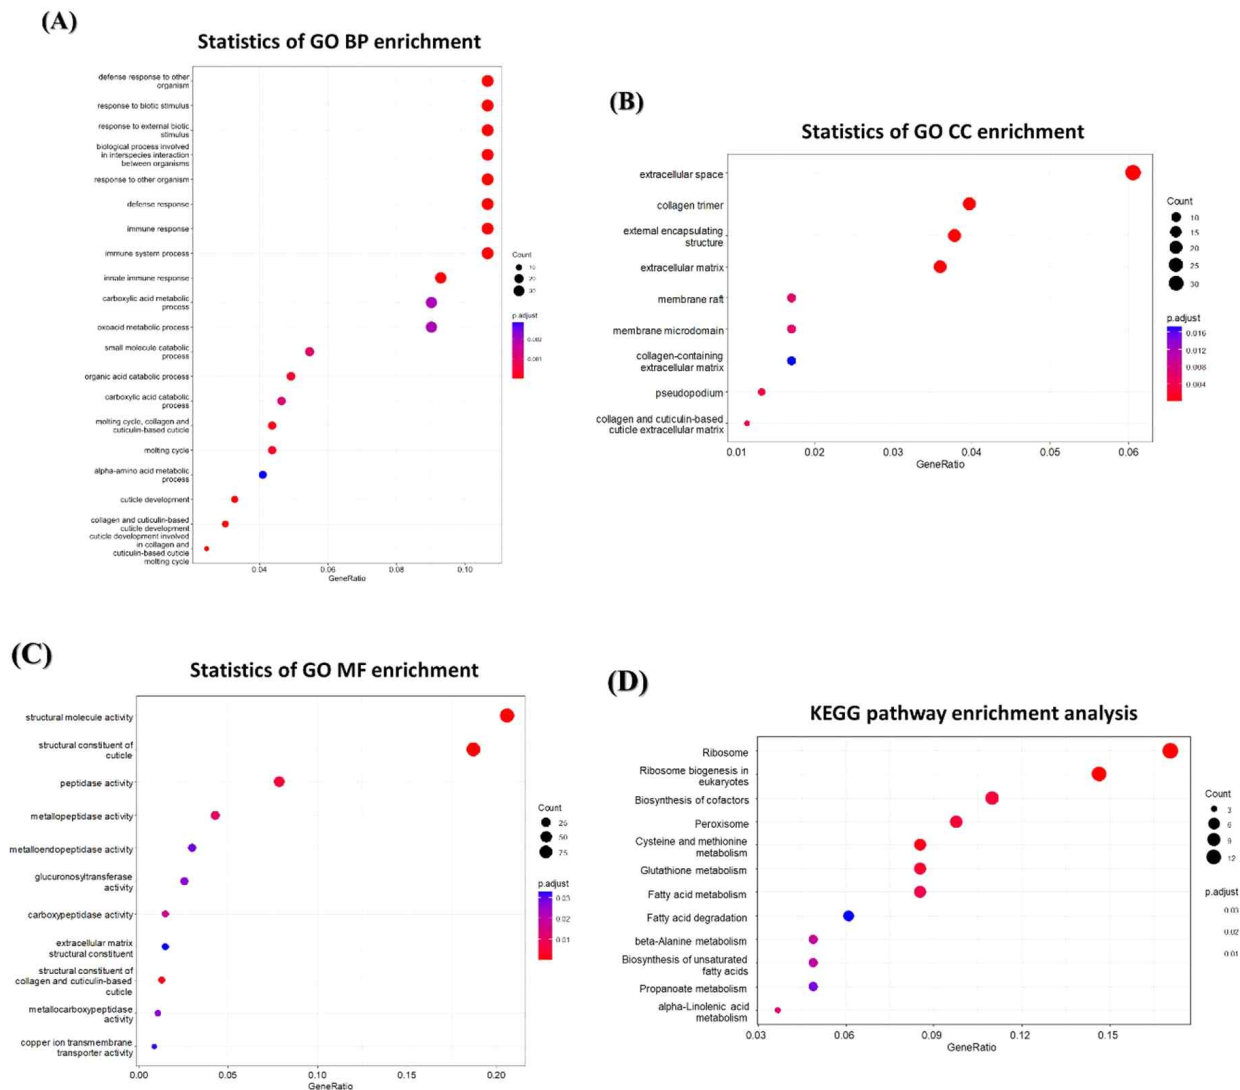 (A)
Statistics of GO BP enrichment
defense response to other
organism
response to biotic stimulus
response to external biotic
stimulus
biological process involved
in interspecies interaction
between organisms
response to other organism
defense response
immune response
immune system process
innate immune response
carboxylic acid metabolic
process
oxoacid metabolic process
small molecule catabolic
process
organic acid catabolic process
carboxylic acid catabolic
process
molting cycle, collagen and
cuticulin-based cuticle
molting cycle
alpha-amino acid metabolic
process
cuticle development
collagen and cuticulin-based
cuticle development
cuticle development involved
in collagen and
cuticulin-based cuticle
molting cycle
0.04 0.06 0.08 0.10
GeneRatio
Count
10
20
30
p.adjust
0.002
0.001
(B)
Statistics of GO CC enrichment
extracellular space
collagen trimer
external encapsulating
structure
extracellular matrix
membrane raft
membrane microdomain
collagen-containing
extracellular matrix
pseudopodium
collagen and cuticulin-based
cuticle extracellular matrix
0.01 0.02 0.03 0.04 0.05 0.06
GeneRatio
Count
10
15
20
25
30
p.adjust
0.016
0.012
0.008
0.004
(C)
Statistics of GO MF enrichment
structural molecule activity
structural constituent of
cuticle
peptidase activity
metallopeptidase activity
metalloendopeptidase activity
glucuronosyltransferase
activity
carboxypeptidase activity
extracellular matrix
structural constituent
structural constituent of
collagen and cuticulin-based
cuticle
metallocarboxypeptidase
activity
copper ion transmembrane
transporter activity
0.00 0.05 0.10 0.15 0.20
GeneRatio
Count
25
50
75
p.adjust
0.03
0.02
0.01
(D)
KEGG pathway enrichment analysis
Ribosome
Ribosome biogenesis in
eukaryotes
Biosynthesis of cofactors
Peroxisome
Cysteine and methionine
metabolism
Glutathione metabolism
Fatty acid metabolism
Fatty acid degradation
beta-Alanine metabolism
Biosynthesis of unsaturated
fatty acids
Propanoate metabolism
alpha-Linolenic acid
metabolism
0.03 0.06 0.09 0.12 0.15
GeneRatio
Count
3
6
9
12
p.adjust
0.03
0.02
0.01